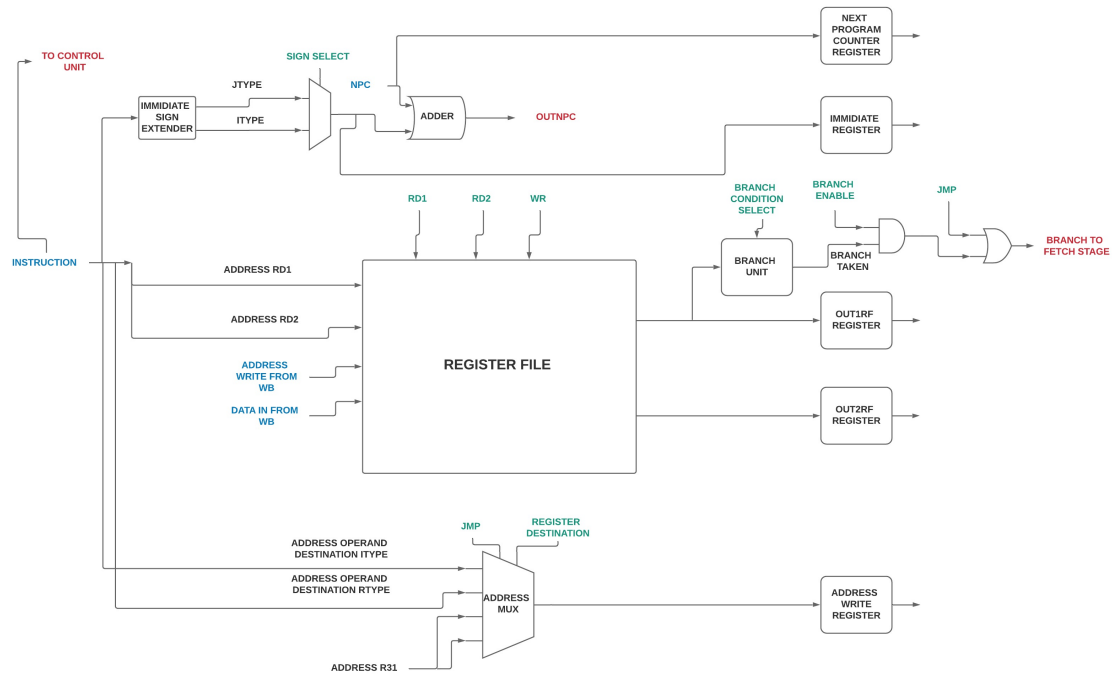 NEXT
PROGRAM
COUNTER
REGISTER
TO CONTROL
UNIT
SIGN SELECT
JTYPE
NPC
IMMIDIATE
SIGN
EXTENDER
ITYPE
ADDER
OUTNPC
IMMIDIATE
REGISTER
RD1
RD2
WR
BRANCH
CONDITION
SELECT
BRANCH
ENABLE
JMP
BRANCH TO
FETCH STAGE
INSTRUCTION
ADDRESS RD1
BRANCH
UNIT
BRANCH
TAKEN
ADDRESS RD2
OUT1RF
REGISTER
ADDRESS
WRITE FROM
WB
REGISTER FILE
DATA IN FROM
WB
OUT2RF
REGISTER
JMP
REGISTER
DESTINATION
ADDRESS OPERAND
DESTINATION ITYPE
ADDRESS OPERAND
DESTINATION RTYPE
ADDRESS
MUX
ADDRESS
WRITE
REGISTER
ADDRESS R31